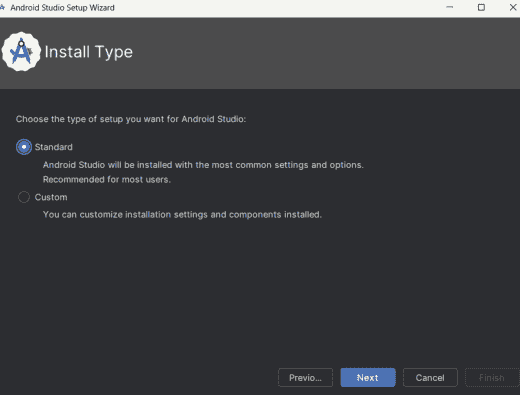 Android Studio Setup Wizard
Install Type
Choose the type of setup you want for Android Studio:
Standard
Android Studio will be installed with the most common settings and options.
Recommended for most users.
Custom
You can customize installation settings and components installed.
Previo... Next Cancel Finish